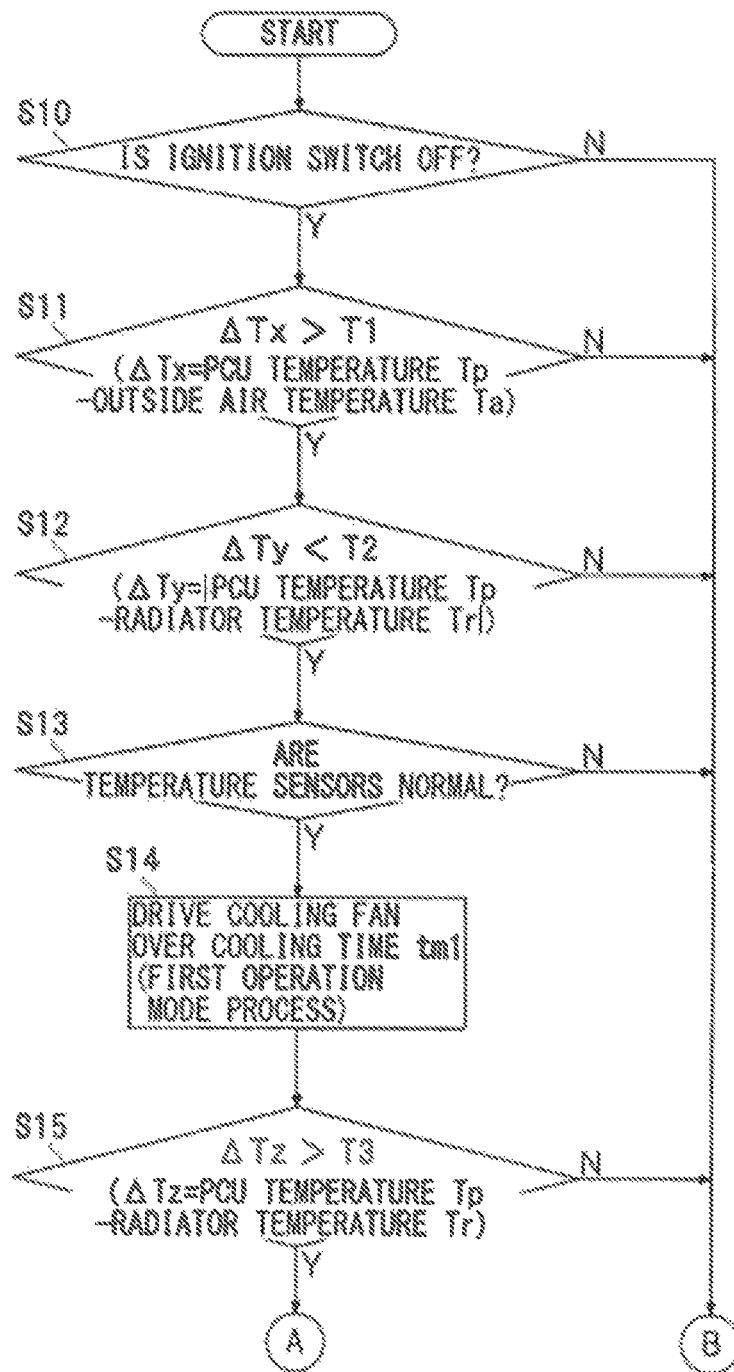 START
S10
IS IGNITION SWITCH OFF?
N
Y
S11
ΔTx > T1
(ΔTx=PCU TEMPERATURE Tp
-OUTSIDE AIR TEMPERATURE Ta)
N
Y
S12
ΔTy < T2
(ΔTy=|PCU TEMPERATURE Tp
-RADIATOR TEMPERATURE Tr|)
N
Y
S13
ARE
TEMPERATURE SENSORS NORMAL?
N
Y
S14
DRIVE COOLING FAN
OVER COOLING TIME tm1
(FIRST OPERATION
MODE PROCESS)
S15
ΔTz > T3
(ΔTz=PCU TEMPERATURE Tp
-RADIATOR TEMPERATURE Tr)
N
Y
A
B